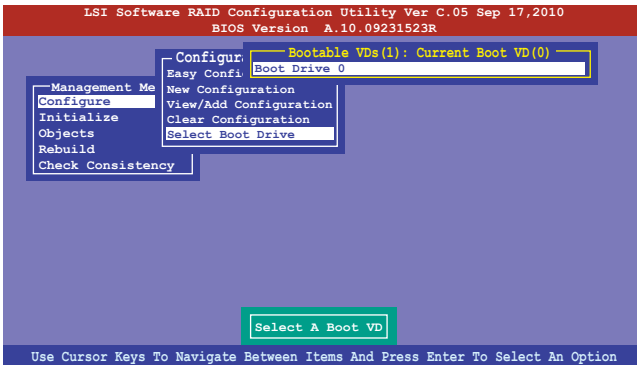 LSI Software RAID Configuration Utility Ver C.05 Sep 17,2010
BIOS Version A.10.09231523R
Management Me
Configure
Initialize
Objects
Rebuild
Check Consistency
Configur
Easy Confi
New Configuration
View/Add Configuration
Clear Configuration
Select Boot Drive
Bootable VDs(1): Current Boot VD(0)
Boot Drive 0
Select A Boot VD
Use Cursor Keys To Navigate Between Items And Press Enter To Select An Option